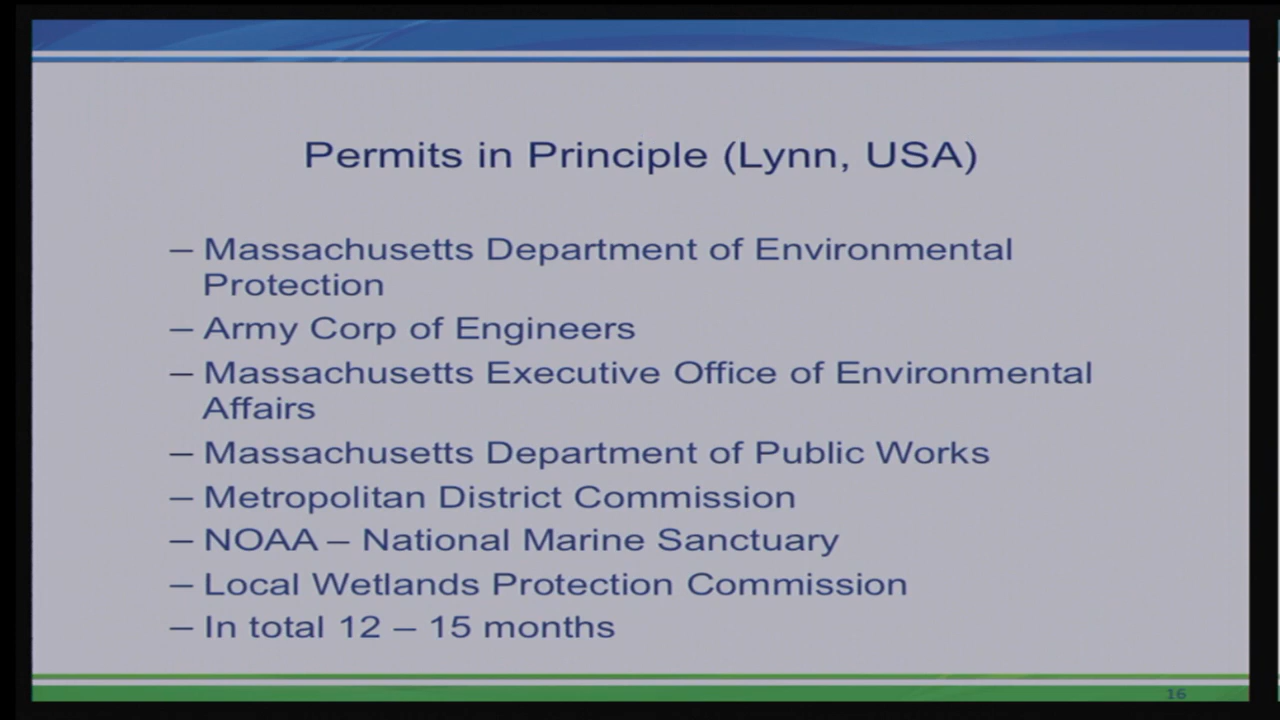 Permits in Principle (Lynn, USA)
– Massachusetts Department of Environmental
Protection
– Army Corp of Engineers
– Massachusetts Executive Office of Environmental
Affairs
– Massachusetts Department of Public Works
– Metropolitan District Commission
– NOAA – National Marine Sanctuary
– Local Wetlands Protection Commission
– In total 12 – 15 months
16